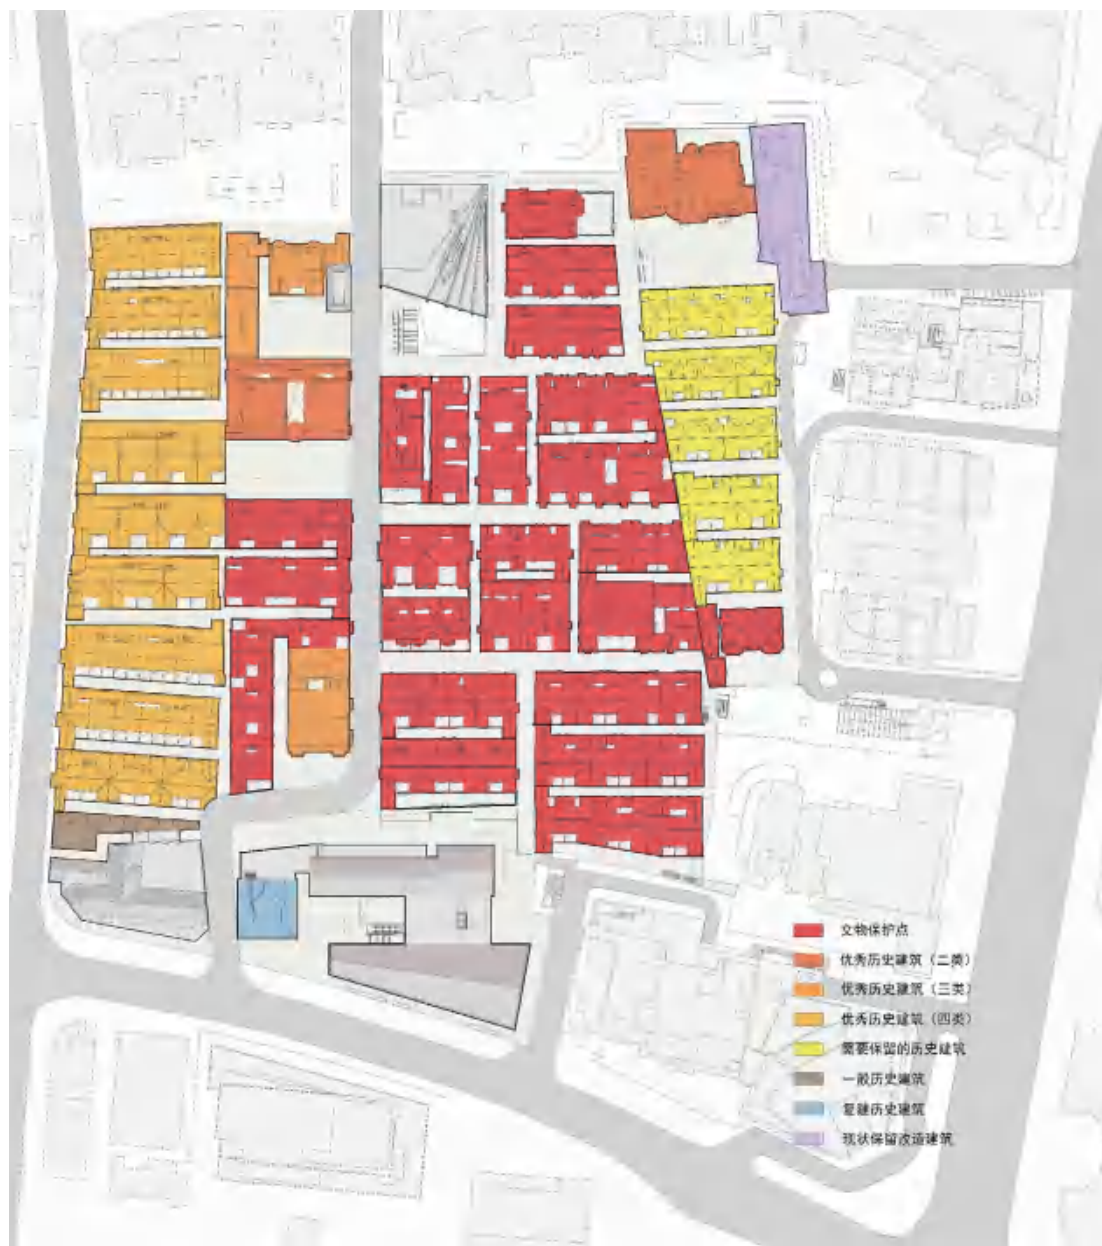 文物保护点
优秀历史建筑（二类）
优秀历史建筑（三类）
优秀历史建筑（四类）
需要保留的历史建筑
一般历史建筑
复建历史建筑
现状保留改造建筑